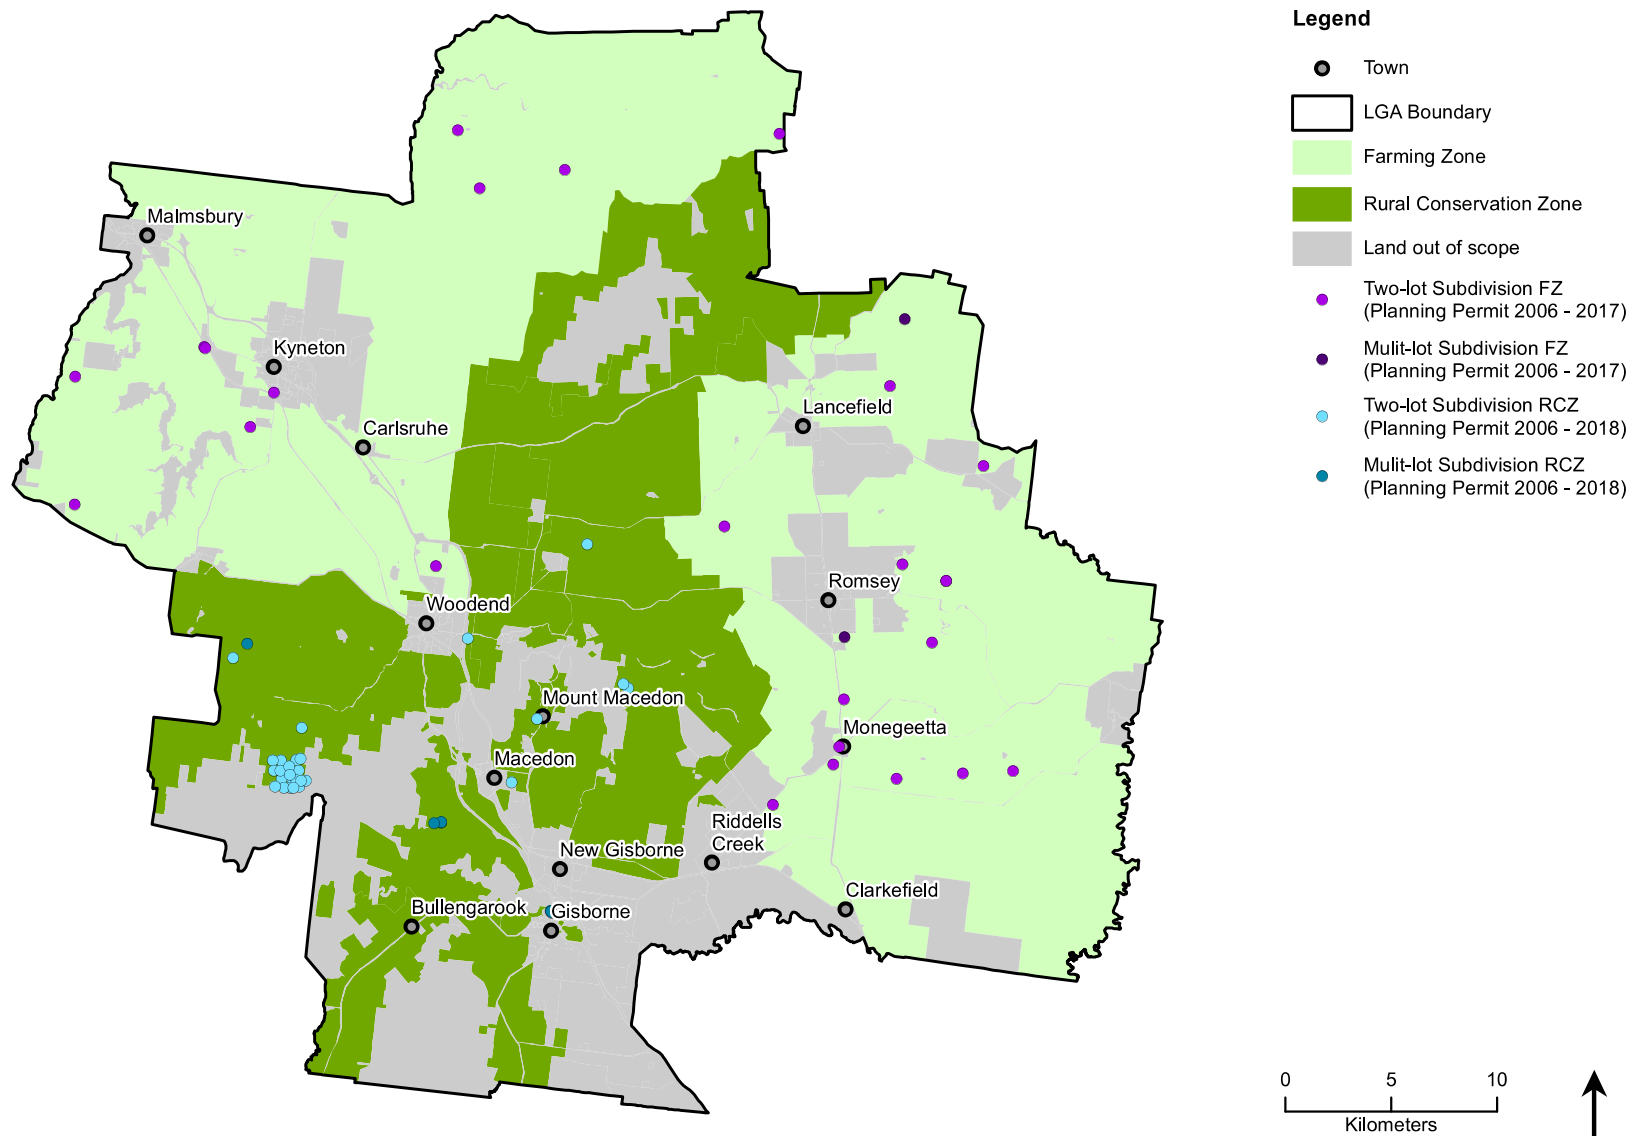 Legend
Town
LGA Boundary
Farming Zone
Rural Conservation Zone
Land out of scope
Two-lot Subdivision FZ
(Planning Permit 2006 - 2017)
Mulit-lot Subdivision FZ
(Planning Permit 2006 - 2017)
Two-lot Subdivision RCZ
(Planning Permit 2006 - 2018)
Mulit-lot Subdivision RCZ
(Planning Permit 2006 - 2018)
Malmsbury
Kyneton
Carlsruhe
Lancefield
Romsey
Woodend
Mount Macedon
Monegeetta
Macedon
Riddells
Creek
New Gisborne
Clarkefield
Bullengarook
Gisborne
0 5 10
Kilometers